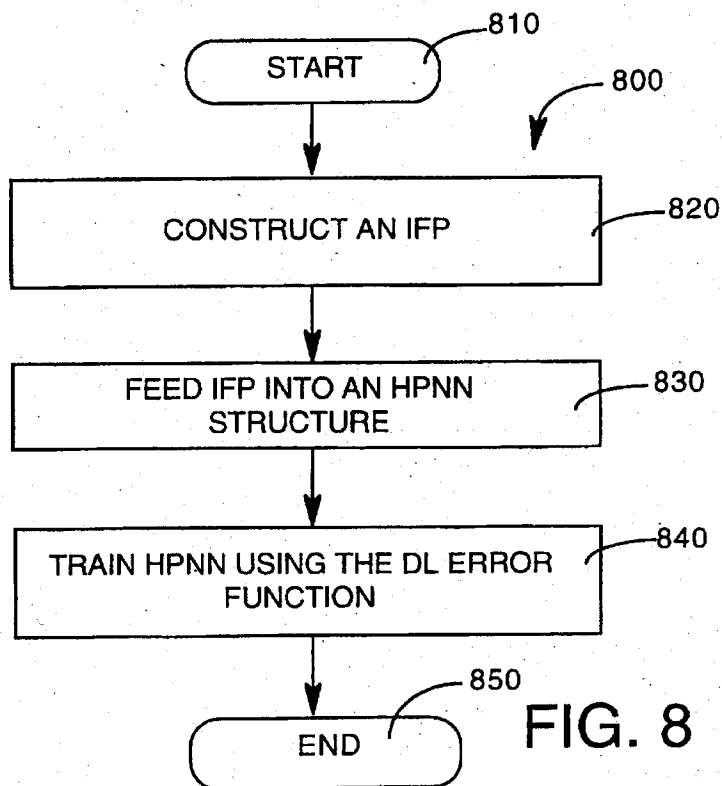 810
START
800
CONSTRUCT AN IFP
820
FEED IFP INTO AN HPNN
STRUCTURE
830
TRAIN HPNN USING THE DL ERROR
FUNCTION
840
850
END
FIG. 8